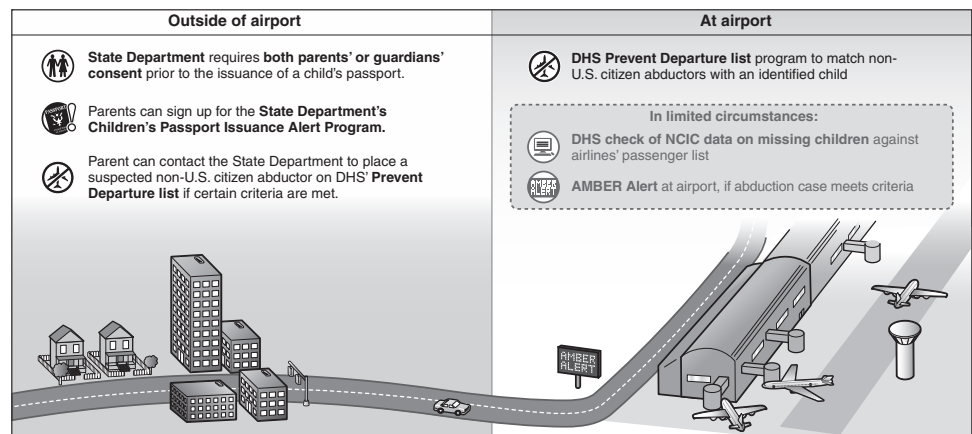 Outside of airport
State Department requires both parents' or guardians'
consent prior to the issuance of a child's passport.
Parents can sign up for the State Department's
Children's Passport Issuance Alert Program.
Parent can contact the State Department to place a
suspected non-U.S. citizen abductor on DHS' Prevent
Departure list if certain criteria are met.
At airport
DHS Prevent Departure list program to match non-
U.S. citizen abductors with an identified child
In limited circumstances:
DHS check of NCIC data on missing children against
airlines' passenger list
AMBER
ALERT
AMBER Alert at airport, if abduction case meets criteria
AMBER
ALERT